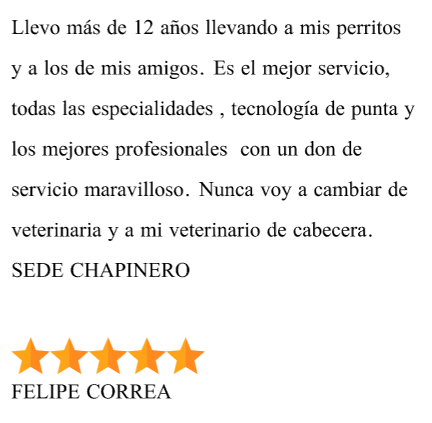 Llevo más de 12 años llevando a mis perritos
y a los de mis amigos. Es el mejor servicio,
todas las especialidades , tecnología de punta y
los mejores profesionales  con un don de
servicio maravilloso. Nunca voy a cambiar de
veterinaria y a mi veterinario de cabecera.
SEDE CHAPINERO
FELIPE CORREA